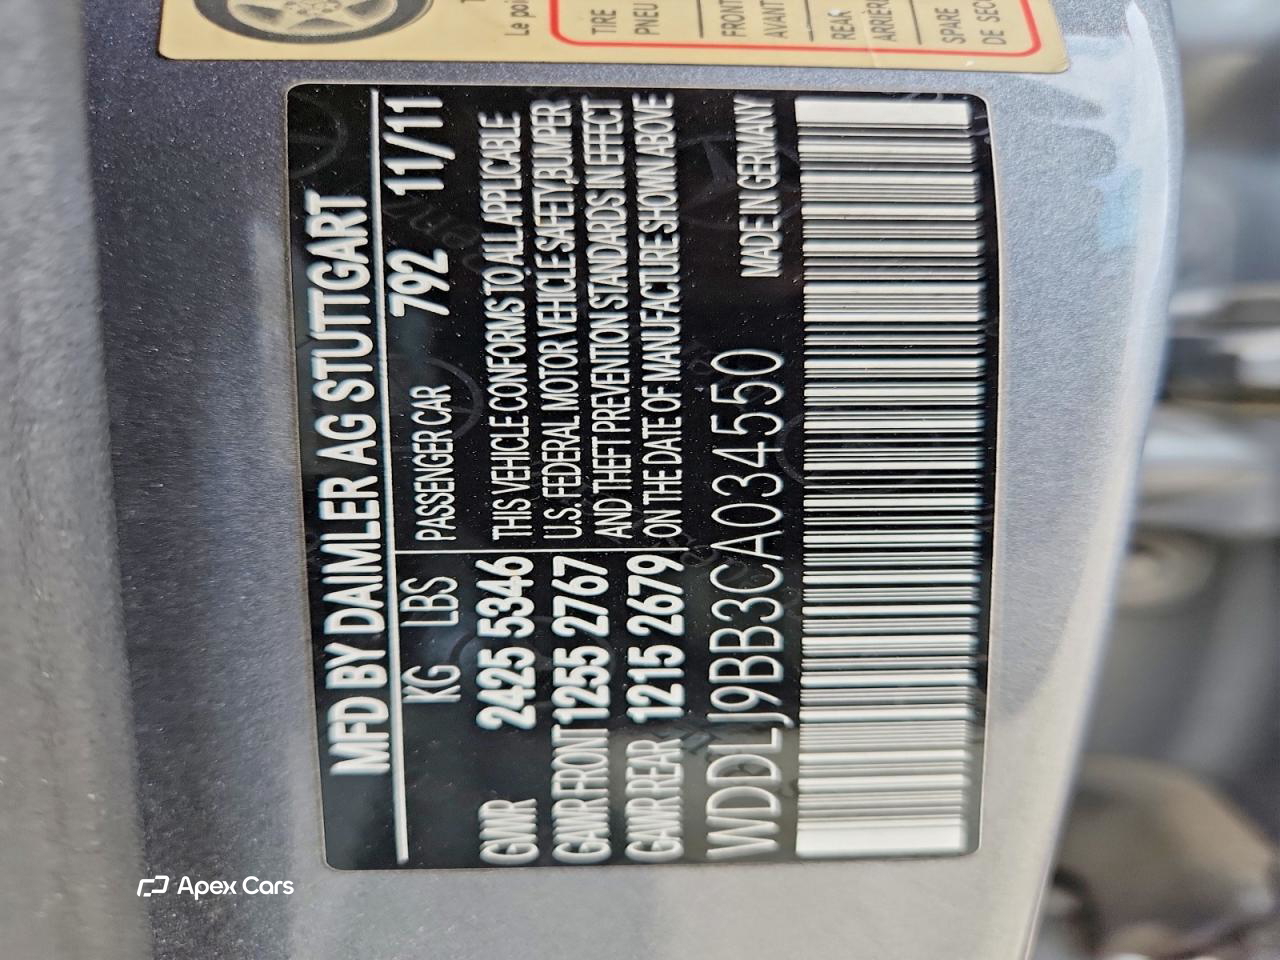 Le poi
TIRE
PNEU
FRONT
AVANT
REAR
ARRIÈRE
SPARE
DE SECO
MFD BY DAIMLER AG STUTTGART
KG LBS PASSENGER CAR 792 11/11
GVWR 2425 5346 THIS VEHICLE CONFORMS TO ALL APPLICABLE
U.S. FEDERAL MOTOR VEHICLE SAFETY,BUMPER
GAWR FRONT 1255 2767 AND THEFT PREVENTION STANDARDS IN EFFECT
GAWR REAR 1215 2679 ON THE DATE OF MANUFACTURE SHOWN ABOVE
WDDLJ9BB3CA034550 MADE IN GERMANY
Apex Cars